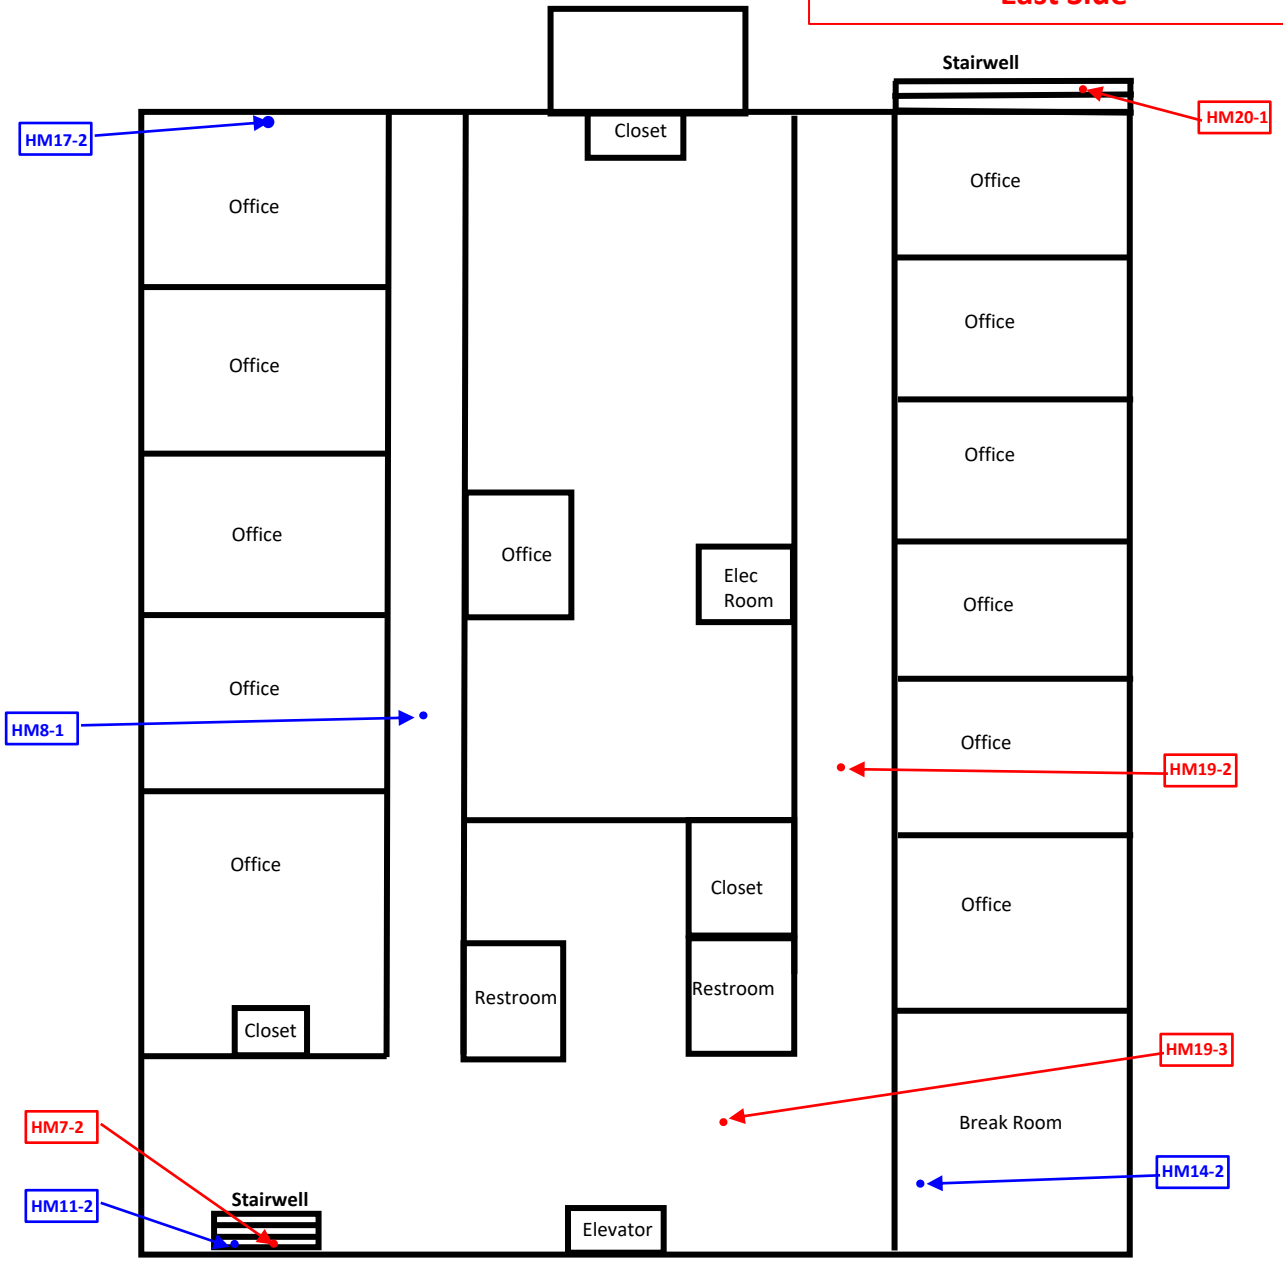 East Side
Stairwell
HM20-1
HM17-2
Closet
Office
Office
Office
Office
Office
Office
Office
Office
Elec
Room
Office
Office
Office
HM8-1
HM19-2
Office
Closet
Office
Restroom
Restroom
Closet
HM19-3
HM7-2
Break Room
HM14-2
HM11-2
Stairwell
Elevator